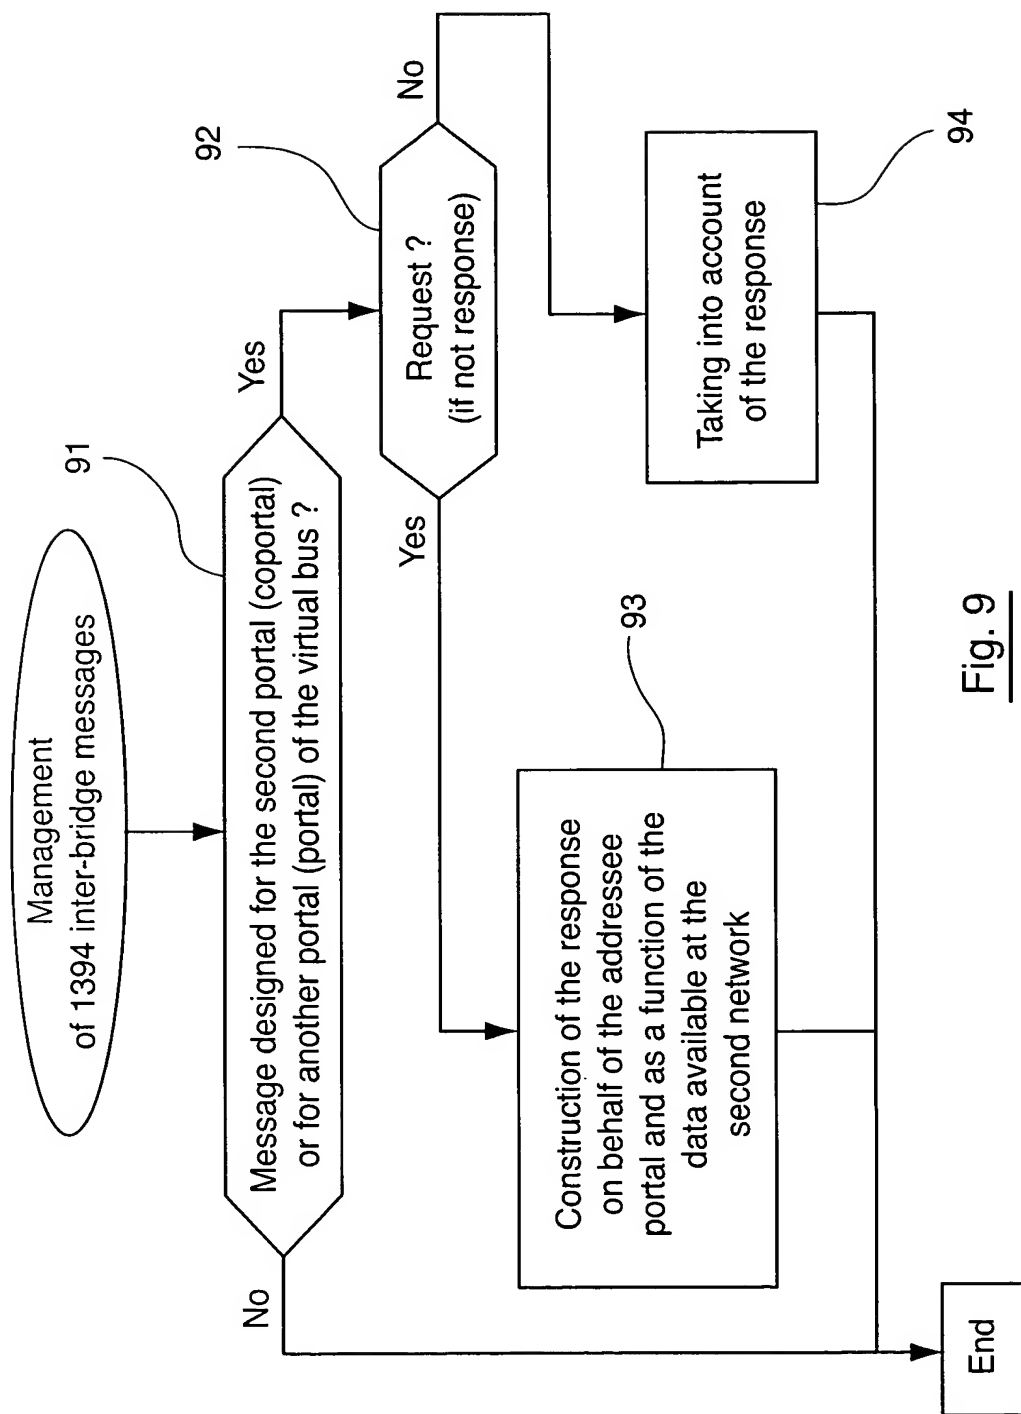 Management
of 1394 inter-bridge messages
91
Message designed for the second portal (coportal)
or for another portal (portal) of the virtual bus ?
No
Yes
92
Request ?
(if not response)
Yes
No
93
Construction of the response
on behalf of the addressee
portal and as a function of the
data available at the
second network
Taking into account
of the response
94
End
Fig. 9